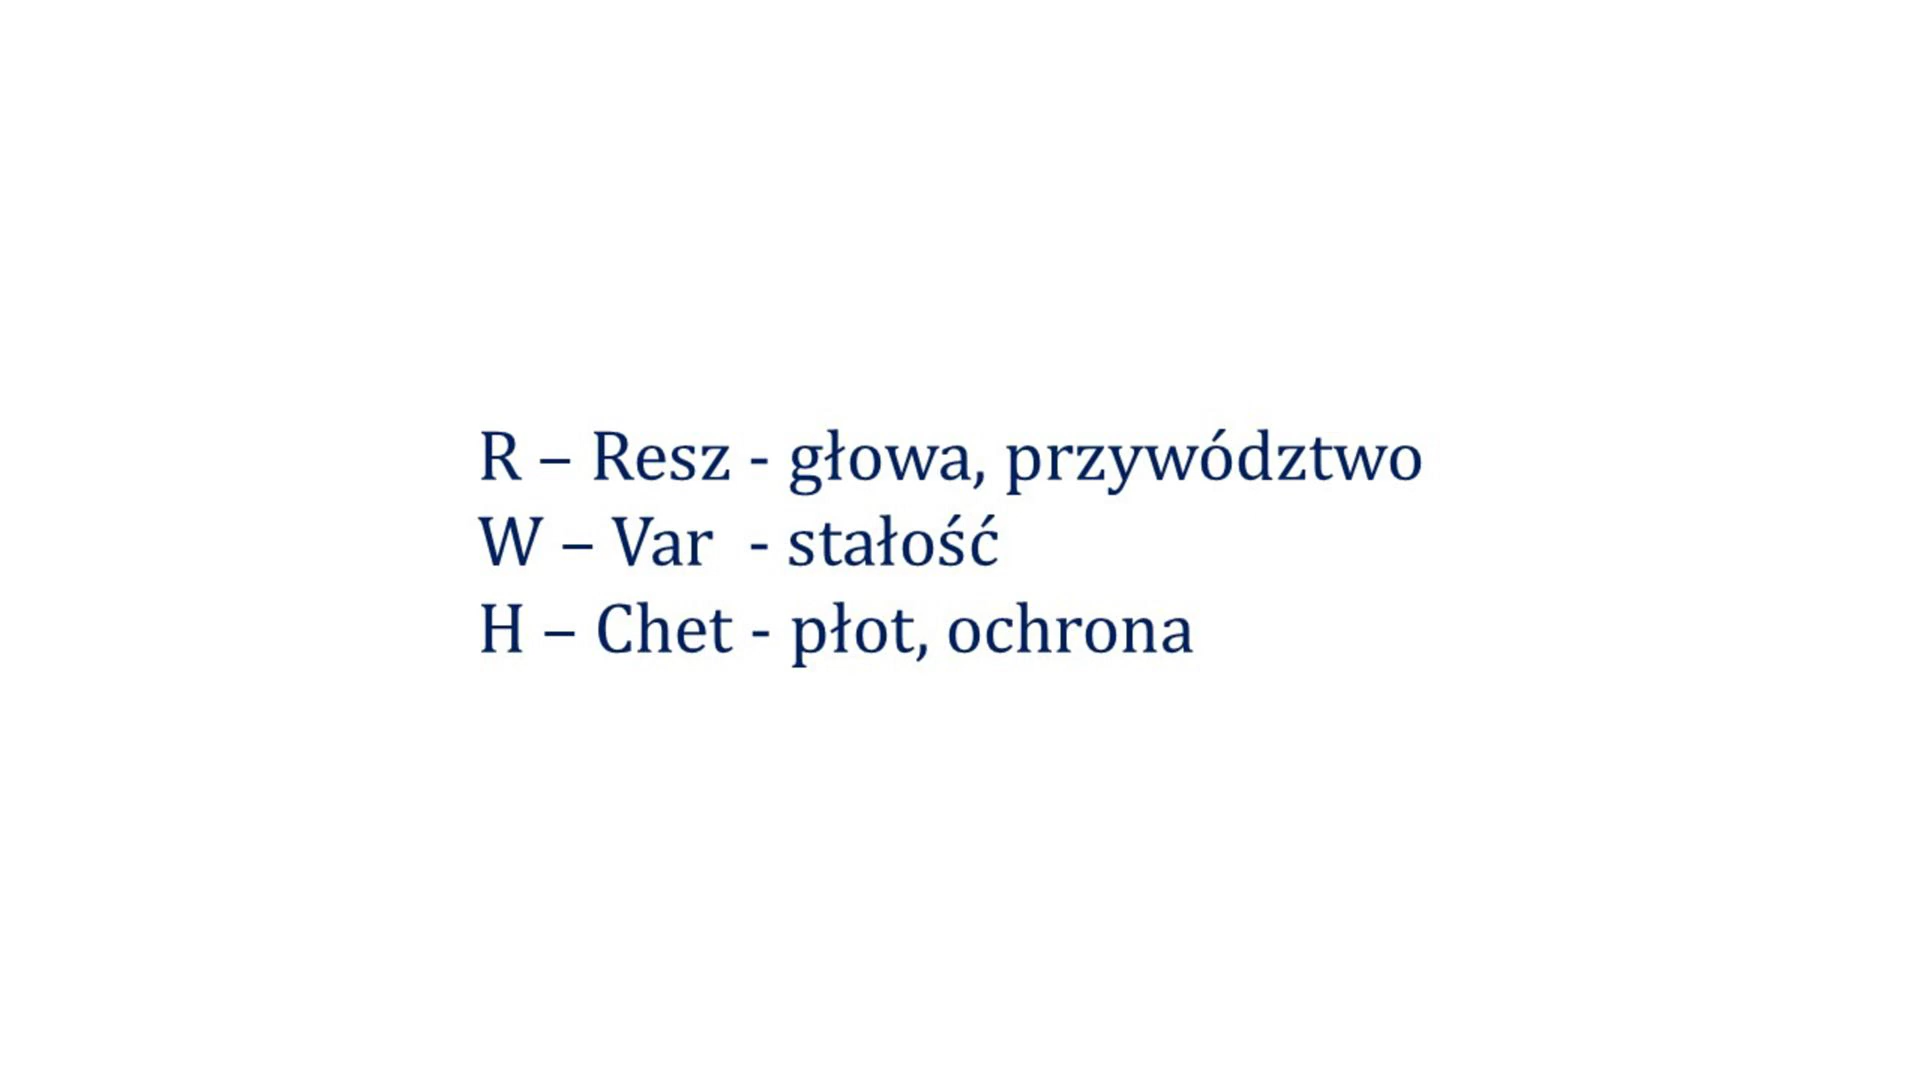 R – Resz - głowa, przywództwo
W – Var  - stałość
H – Chet - płot, ochrona